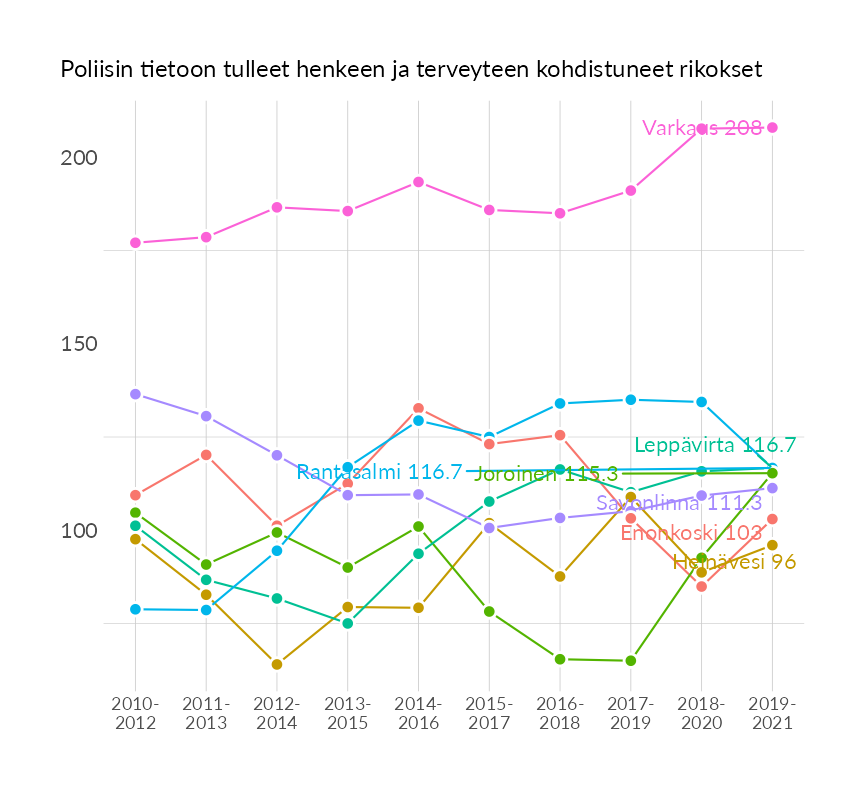 Poliisin tietoon tulleet henkeen ja terveyteen kohdistuneet rikokset
Varkaus 208
200
150
Leppävirta 116.7
Rantasalmi 116.7
Joroinen 115.3
Savonlinna 111.3
100
Enonkoski 103
Heinävesi 96
2010- 2011- 2012- 2013- 2014- 2015- 2016- 2017- 2018- 2019-
2012 2013 2014 2015 2016 2017 2018 2019 2020 2021